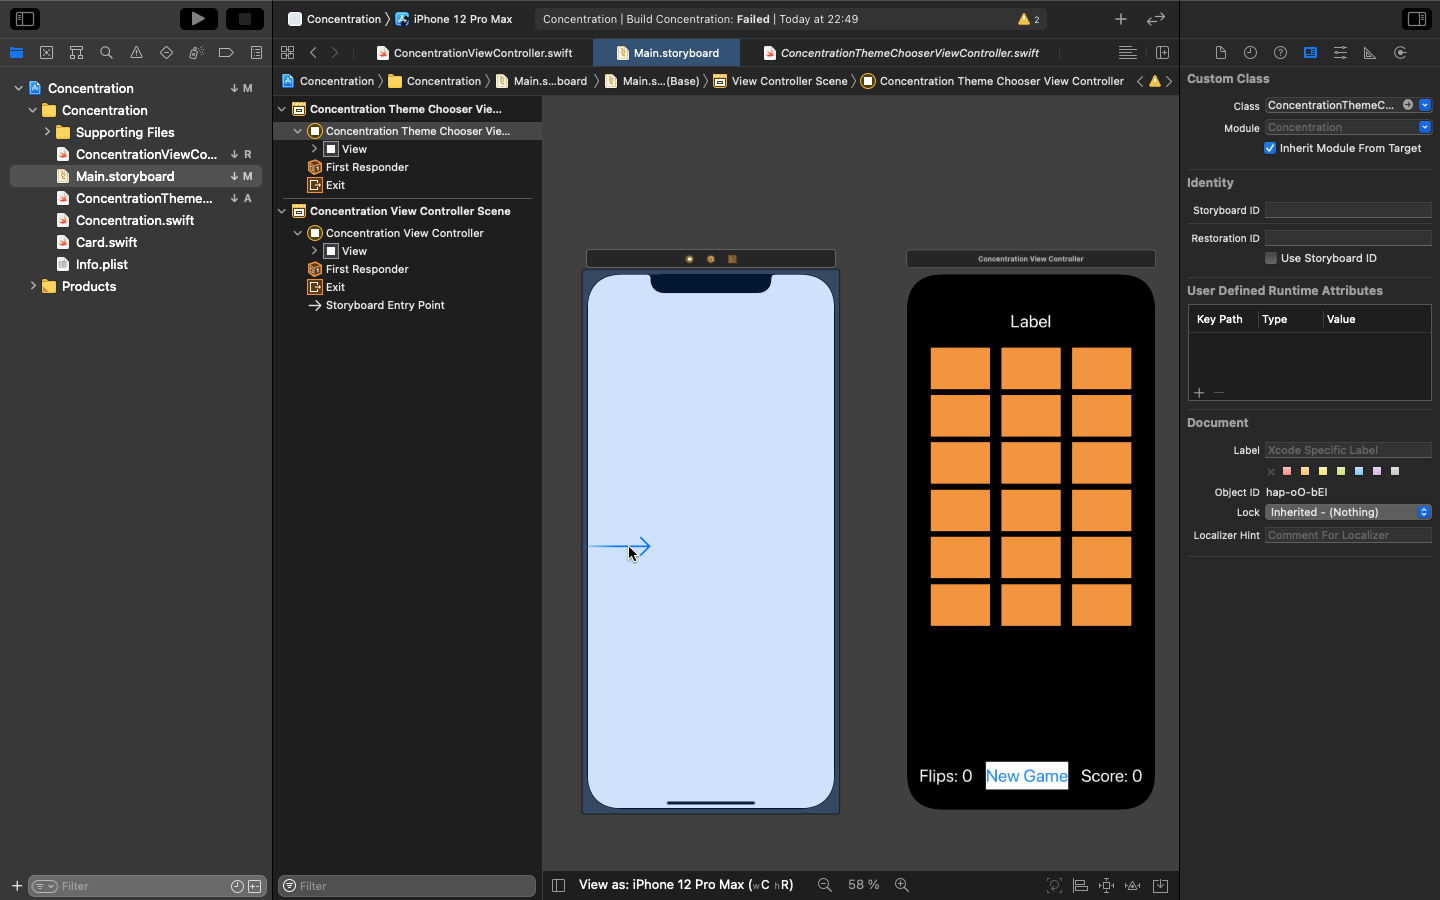 Concentration
iPhone 12 Pro Max
Concentration | Build Concentration: Failed | Today at 22:49
2
ConcentrationViewController.swift
Main.storyboard
ConcentrationThemeChooserViewController.swift
Concentration
Concentration
Main.s...board
Main.s...(Base)
View Controller Scene
Concentration Theme Chooser View Controller
Concentration
M
Concentration
Supporting Files
ConcentrationViewCo...
R
Main.storyboard
M
ConcentrationTheme...
A
Concentration.swift
Card.swift
Info.plist
Products
Filter
Concentration Theme Chooser Vie...
Concentration Theme Chooser Vie...
View
First Responder
Exit
Concentration View Controller Scene
Concentration View Controller
View
First Responder
Exit
Storyboard Entry Point
Filter
Concentration View Controller
Label
Flips: 0
New Game
Score: 0
View as: iPhone 12 Pro Max (wC hR)
58 %
Custom Class
Class
ConcentrationThemeC...
Module
Concentration
Inherit Module From Target
Identity
Storyboard ID
Restoration ID
Use Storyboard ID
User Defined Runtime Attributes
Key Path
Type
Value
Document
Label
Xcode Specific Label
Object ID
hap-oO-bEI
Lock
Inherited - (Nothing)
Localizer Hint
Comment For Localizer